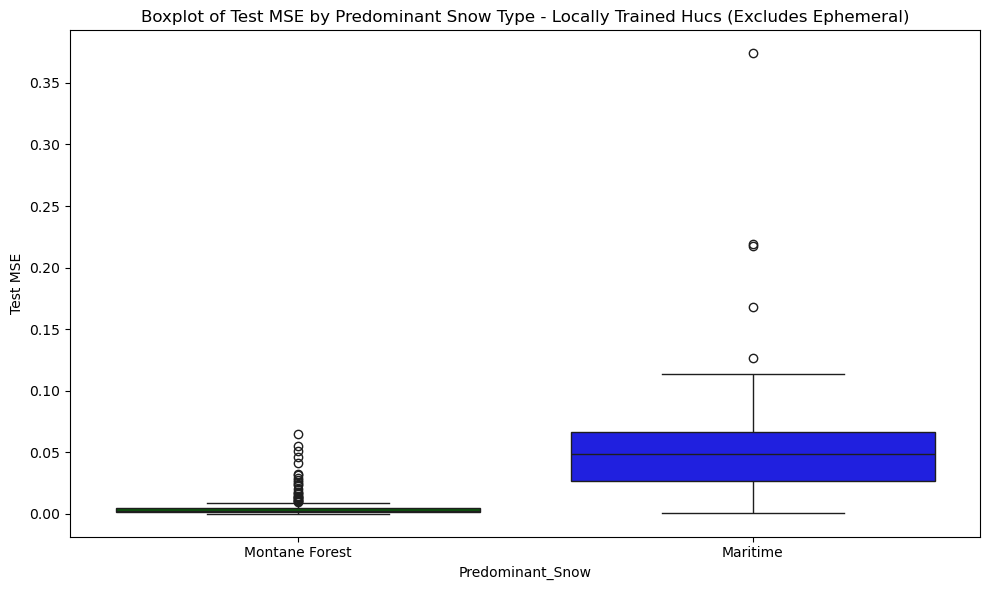 Boxplot of Test MSE by Predominant Snow Type - Locally Trained Hucs (Excludes Ephemeral)
Test MSE
0.35
0.30
0.25
0.20
0.15
0.10
0.05
0.00
Montane Forest
Maritime
Predominant_Snow